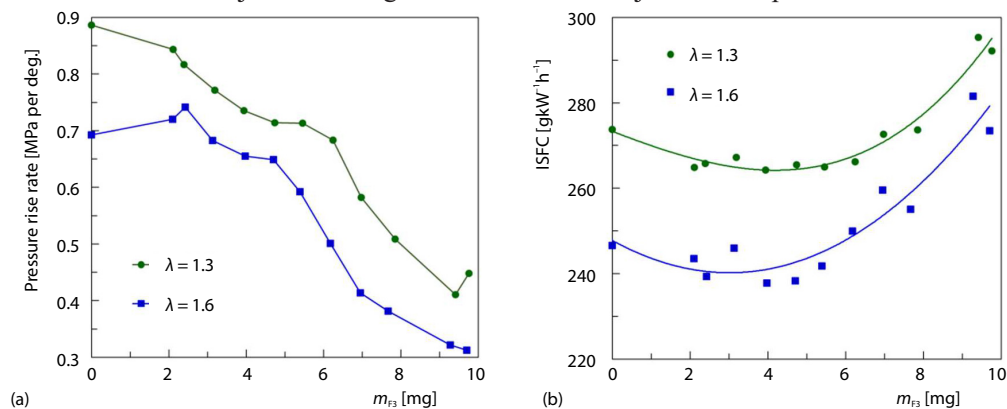 0.9
0.8
0.7
0.6
0.5
0.4
0.3
Pressure rise rate [MPa per deg.]
λ = 1.3
λ = 1.6
0 2 4 6 8 10
(a) m_F3 [mg]
300
280
260
240
220
ISFC [gkW⁻¹h⁻¹]
λ = 1.3
λ = 1.6
0 2 4 6 8 10
(b) m_F3 [mg]